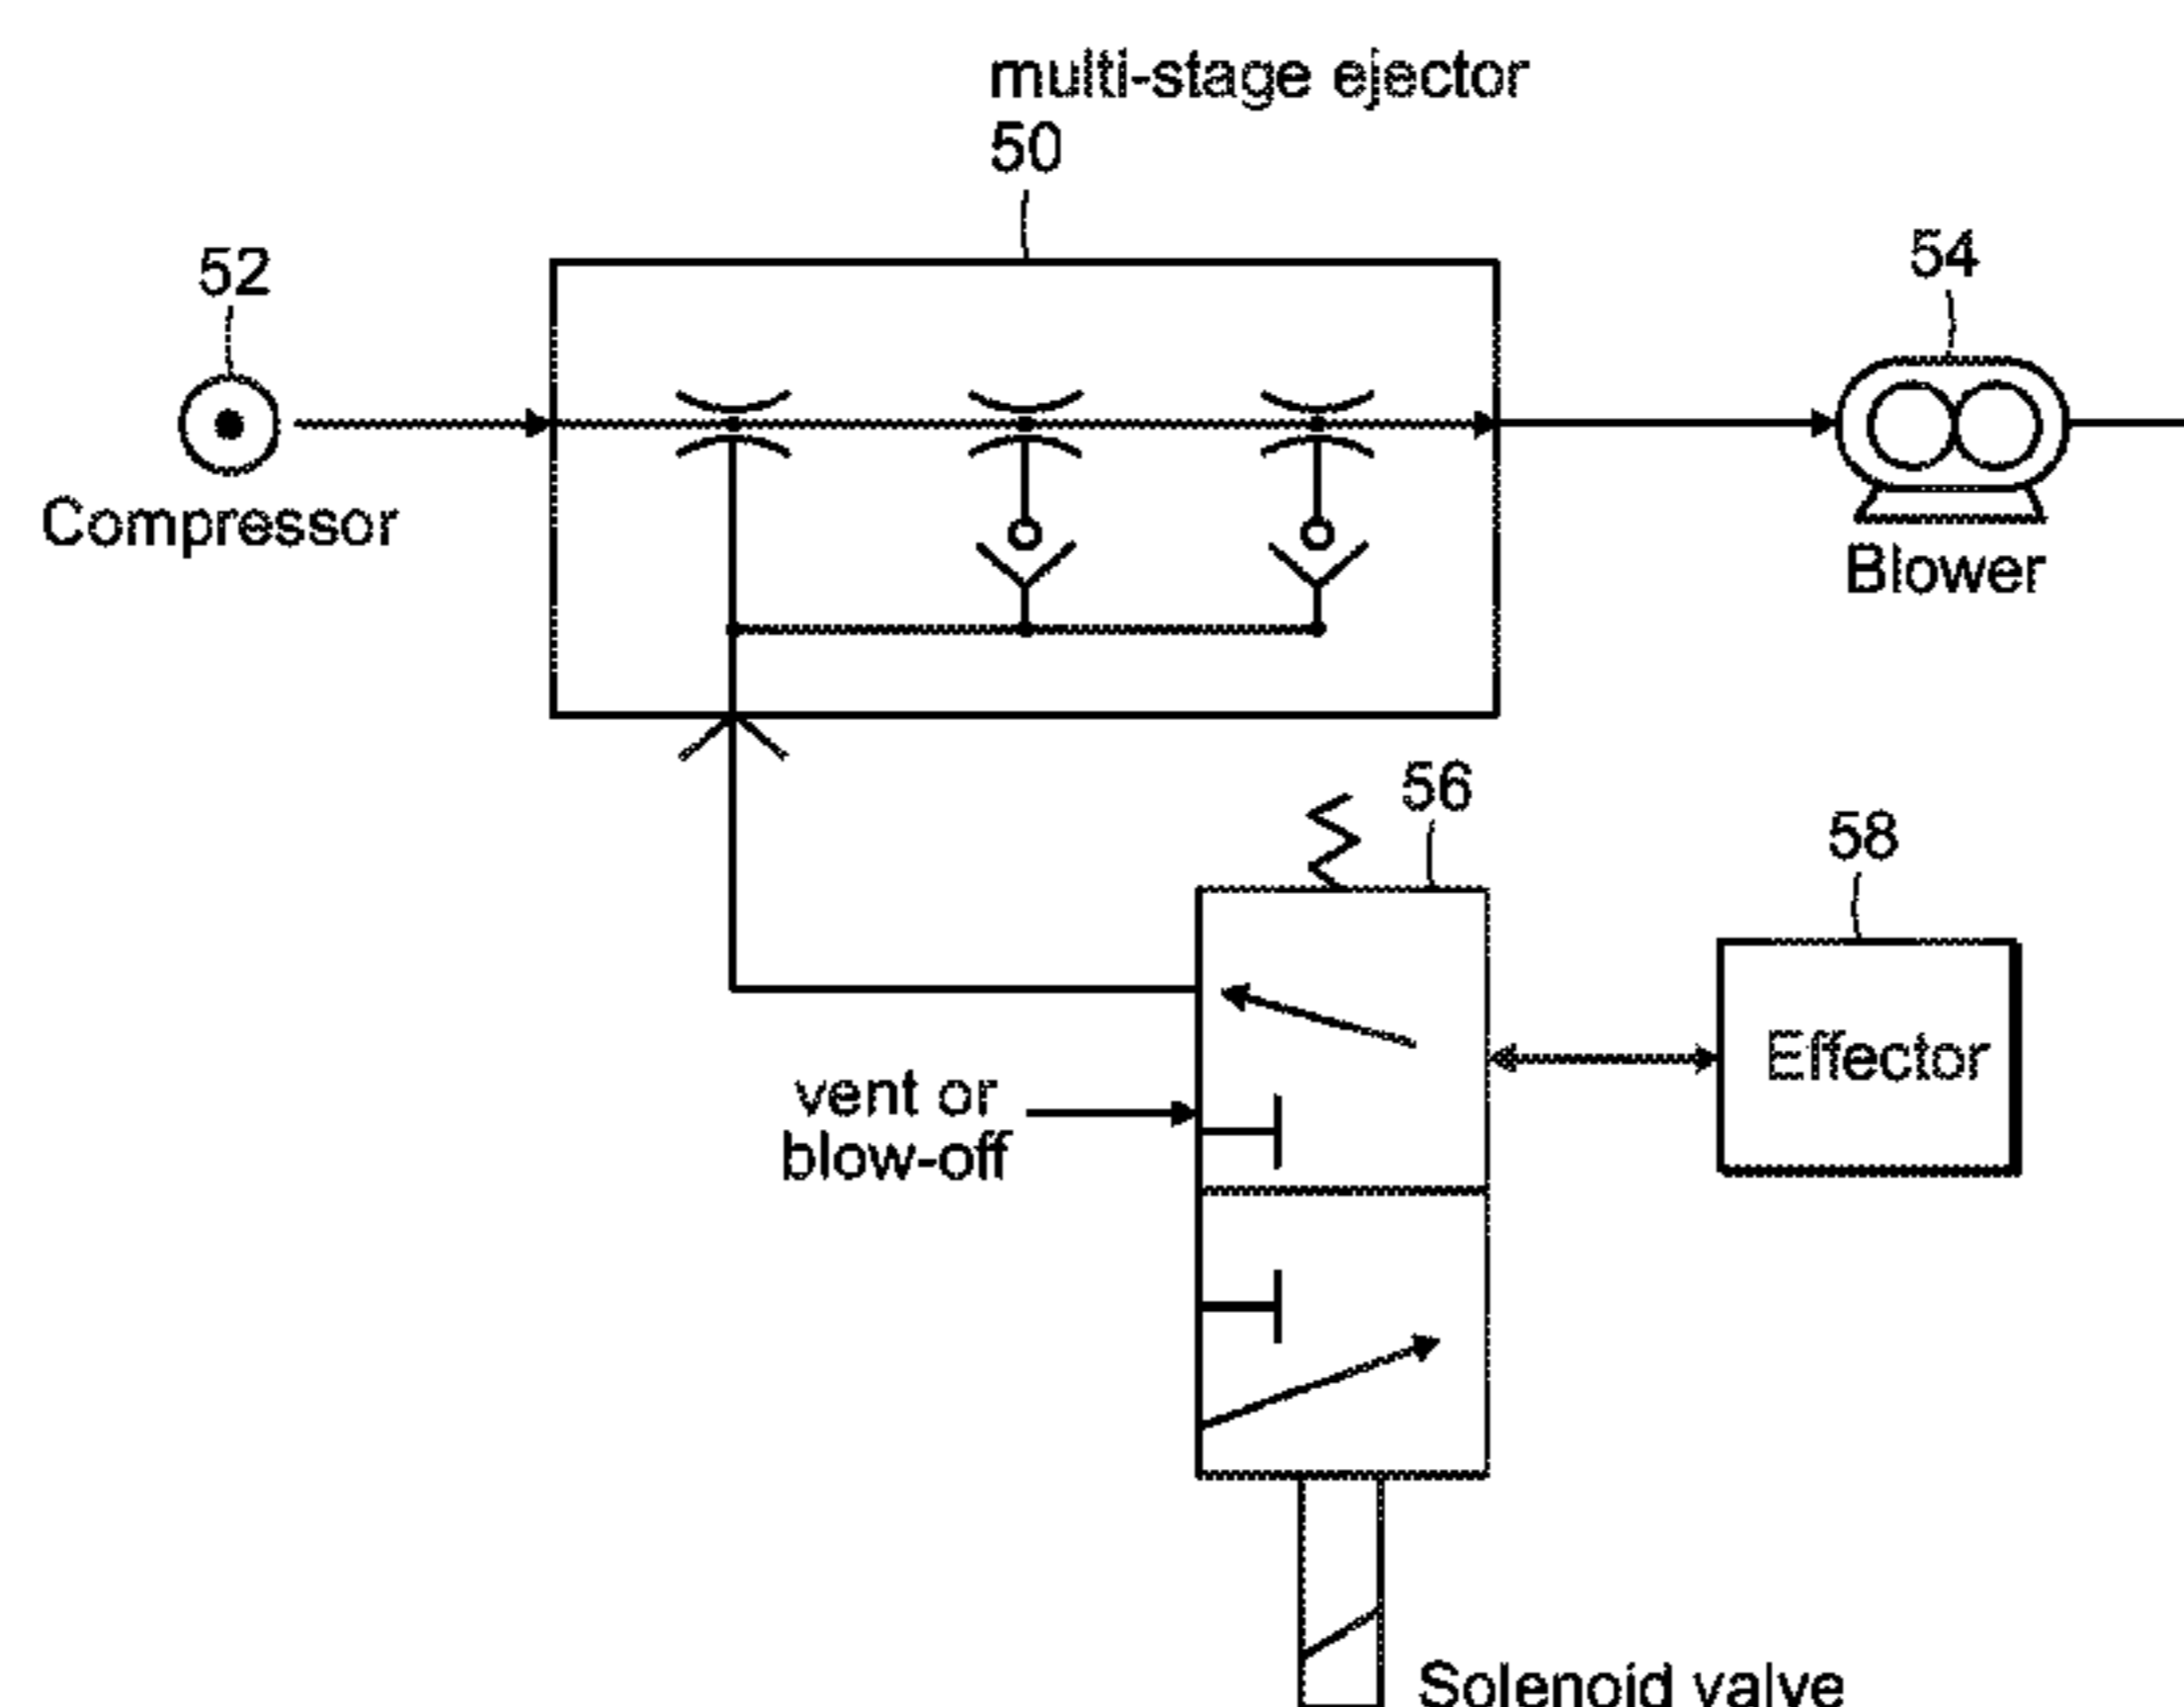 multi-stage ejector
50
52
54
Compressor
Blower
56
58
Effector
vent or
blow-off
Solenoid valve